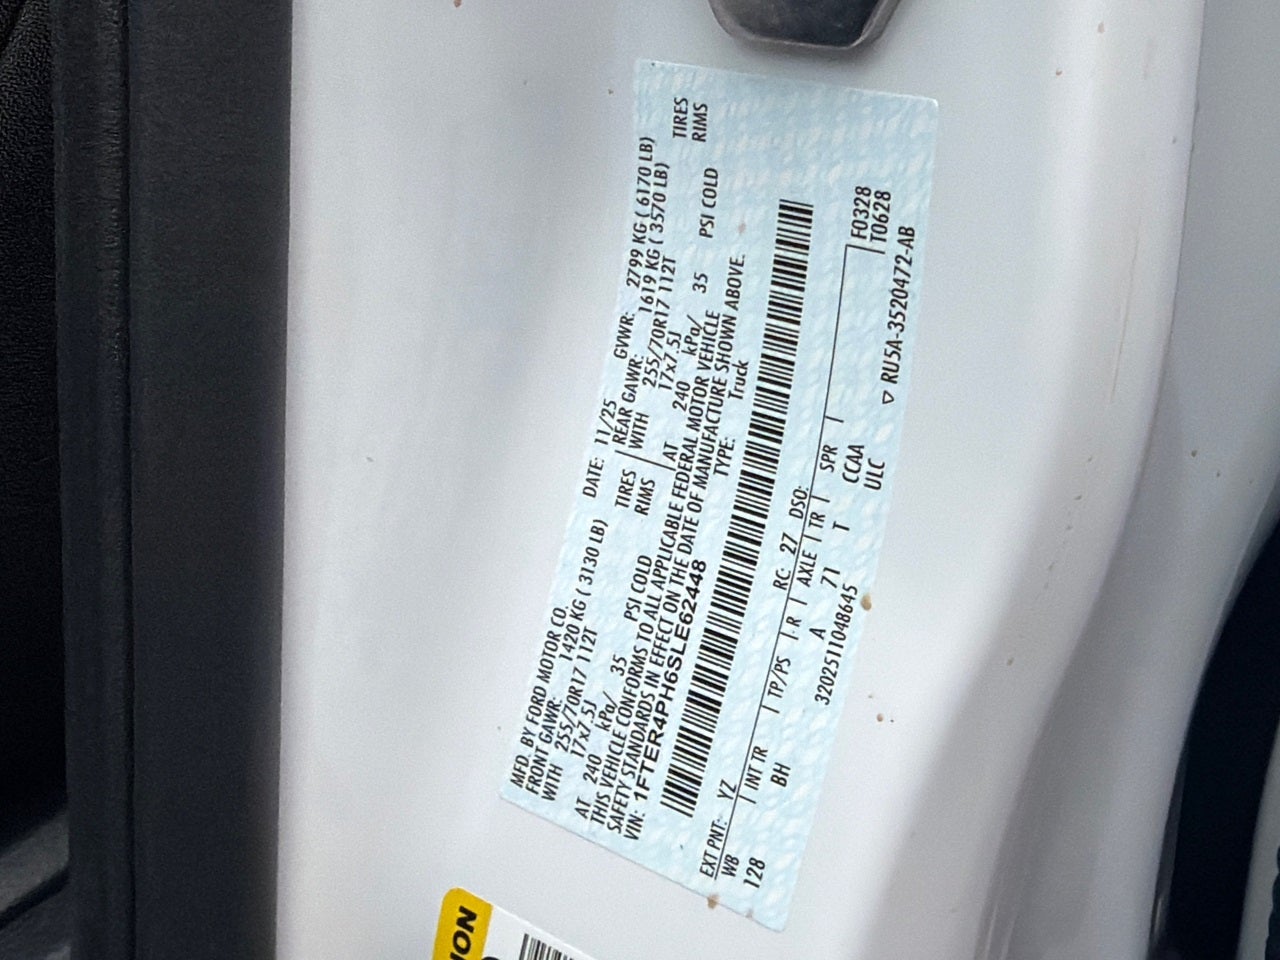 MFD. BY FORD MOTOR CO. DATE: 11/25 GVWR: 2799 KG ( 6170 LB)
FRONT GAWR: 1420 KG ( 3130 LB) REAR GAWR: 1619 KG ( 3570 LB)
WITH 255/70R17 112T TIRES WITH 255/70R17 112T TIRES
17x7.5J RIMS 17x7.5J RIMS
AT 240 kPa/ 35 PSI COLD AT 240 kPa/ 35 PSI COLD
THIS VEHICLE CONFORMS TO ALL APPLICABLE FEDERAL MOTOR VEHICLE
SAFETY STANDARDS IN EFFECT ON THE DATE OF MANUFACTURE SHOWN ABOVE.
VIN: 1FTER4PH6SLE62448 TYPE: Truck
EXT PNT: YZ RC: 27 DSO:
WB INT TR TP/PS R AXLE TR SPR F0328
128 BH A 71 T CCAA T0628
3202511048645 ULC ▽ RU5A-3520472-AB